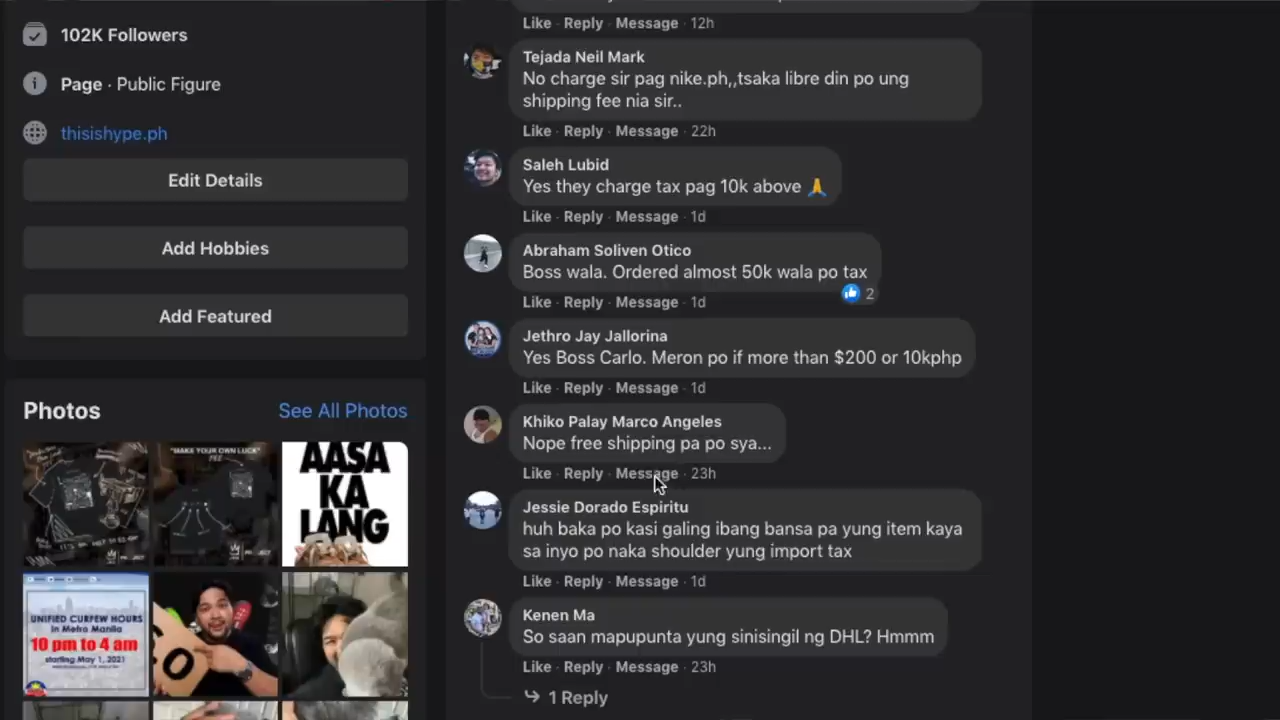 102K Followers
Page · Public Figure
thisishype.ph
Edit Details
Add Hobbies
Add Featured
Photos
See All Photos
"MAKE YOUR OWN LUCK"
AASA
KA
LANG
UNIFIED CURFEW HOURS
in Metro Manila
10 pm to 4 am
starting May 1, 2021
Like · Reply · Message · 12h
Tejada Neil Mark
No charge sir pag nike.ph,,tsaka libre din po ung
shipping fee nia sir..
Like · Reply · Message · 22h
Saleh Lubid
Yes they charge tax pag 10k above 🙏
Like · Reply · Message · 1d
Abraham Soliven Otico
Boss wala. Ordered almost 50k wala po tax
2
Like · Reply · Message · 1d
Jethro Jay Jallorina
Yes Boss Carlo. Meron po if more than $200 or 10kphp
Like · Reply · Message · 1d
Khiko Palay Marco Angeles
Nope free shipping pa po sya...
Like · Reply · Message · 23h
Jessie Dorado Espiritu
huh baka po kasi galing ibang bansa pa yung item kaya
sa inyo po naka shoulder yung import tax
Like · Reply · Message · 1d
Kenen Ma
So saan mapupunta yung sinisingil ng DHL? Hmmm
Like · Reply · Message · 23h
1 Reply